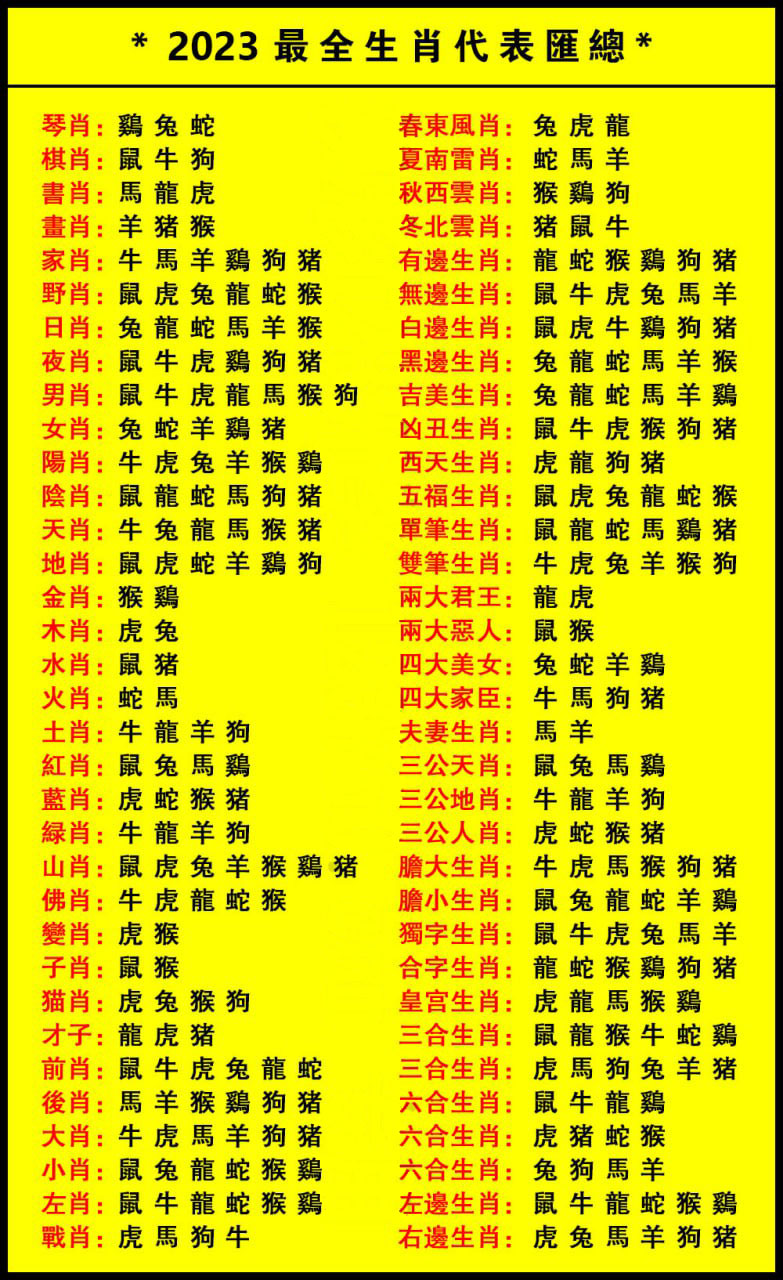 * 2023 最全生肖代表匯總*
琴肖：鷄兔蛇
棋肖：鼠牛狗
書肖：馬龍虎
畫肖：羊猪猴
家肖：牛馬羊鷄狗猪
野肖：鼠虎兔龍蛇猴
日肖：兔龍蛇馬羊猴
夜肖：鼠牛虎鷄狗猪
男肖：鼠牛虎龍馬猴狗
女肖：兔蛇羊鷄猪
陽肖：牛虎兔羊猴鷄
陰肖：鼠龍蛇馬狗猪
天肖：牛兔龍馬猴猪
地肖：鼠虎蛇羊鷄狗
金肖：猴鷄
木肖：虎兔
水肖：鼠猪
火肖：蛇馬
土肖：牛龍羊狗
紅肖：鼠兔馬鷄
藍肖：虎蛇猴猪
緑肖：牛龍羊狗
山肖：鼠虎兔羊猴鷄猪
佛肖：牛虎龍蛇猴
變肖：虎猴
子肖：鼠猴
猫肖：虎兔猴狗
才子：龍虎猪
前肖：鼠牛虎兔龍蛇
後肖：馬羊猴鷄狗猪
大肖：牛虎馬羊狗猪
小肖：鼠兔龍蛇猴鷄
左肖：鼠牛龍蛇猴鷄
戰肖：虎馬狗牛
春東風肖：兔虎龍
夏南雷肖：蛇馬羊
秋西雲肖：猴鷄狗
冬北雲肖：猪鼠牛
有邊生肖：龍蛇猴鷄狗猪
無邊生肖：鼠牛虎兔馬羊
白邊生肖：鼠虎牛鷄狗猪
黑邊生肖：兔龍蛇馬羊猴
吉美生肖：兔龍蛇馬羊鷄
凶丑生肖：鼠牛虎猴狗猪
西天生肖：虎龍狗猪
五福生肖：鼠虎兔龍蛇猴
單筆生肖：鼠龍蛇馬鷄猪
雙筆生肖：牛虎兔羊猴狗
兩大君王：龍虎
兩大惡人：鼠猴
四大美女：兔蛇羊鷄
四大家臣：牛馬狗猪
夫妻生肖：馬羊
三公天肖：鼠兔馬鷄
三公地肖：牛龍羊狗
三公人肖：虎蛇猴猪
膽大生肖：牛虎馬猴狗猪
膽小生肖：鼠兔龍蛇羊鷄
獨字生肖：鼠牛虎兔馬羊
合字生肖：龍蛇猴鷄狗猪
皇宫生肖：虎龍馬猴鷄
三合生肖：鼠龍猴牛蛇鷄
三合生肖：虎馬狗兔羊猪
六合生肖：鼠牛龍鷄
六合生肖：虎猪蛇猴
六合生肖：兔狗馬羊
左邊生肖：鼠牛龍蛇猴鷄
右邊生肖：虎兔馬羊狗猪